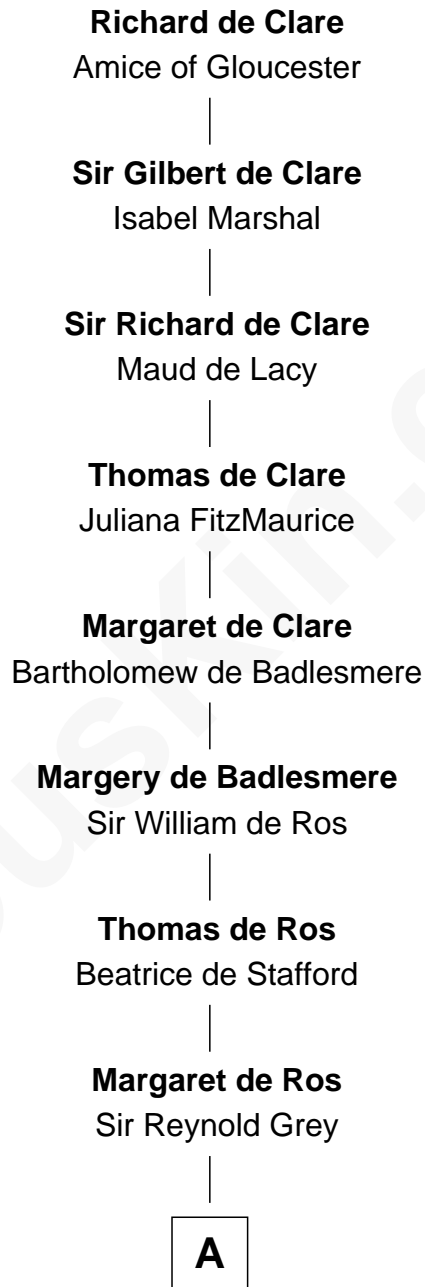 Richard de Clare
Amice of Gloucester
Sir Gilbert de Clare
Isabel Marshal
Sir Richard de Clare
Maud de Lacy
Thomas de Clare
Juliana FitzMaurice
Margaret de Clare
Bartholomew de Badlesmere
Margery de Badlesmere
Sir William de Ros
Thomas de Ros
Beatrice de Stafford
Margaret de Ros
Sir Reynold Grey
A